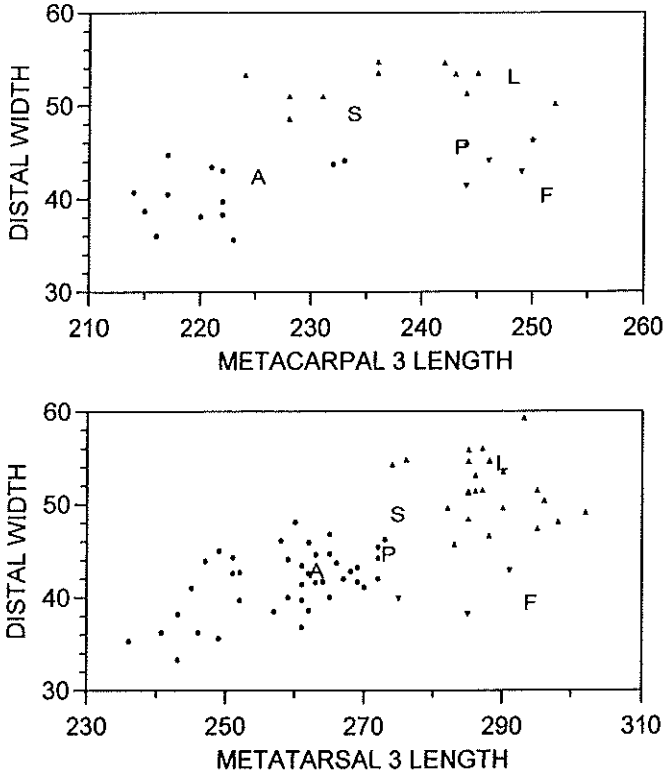 60
50
40
30
DISTAL WIDTH
L
S
P
A
F
210 220 230 240 250 260
METACARPAL 3 LENGTH
60
50
40
30
DISTAL WIDTH
L
S
P
A
F
230 250 270 290 310
METATARSAL 3 LENGTH